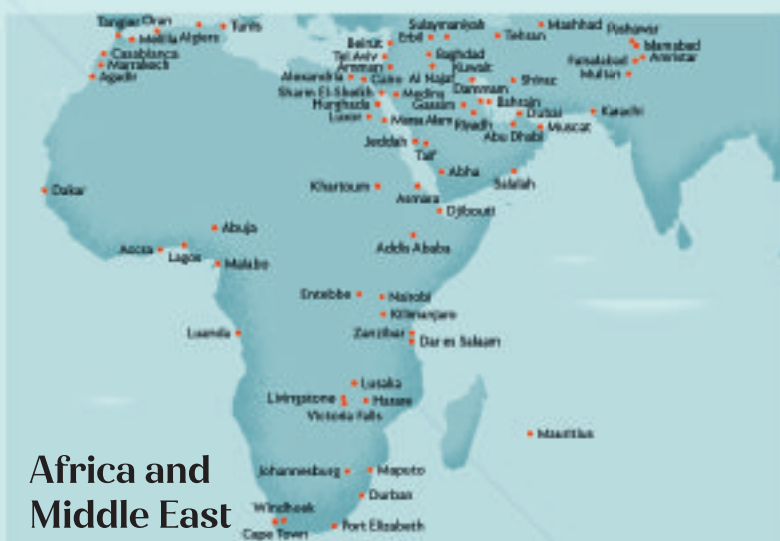 Tangier
Oran
Tunis
Melilla
Algiers
Casablanca
Marrakech
Agadir
Sulaymaniyah
Erbil
Tehran
Mashhad
Peshawar
Islamabad
Faisalabad
Amristar
Multan
Beirut
Tel Aviv
Amman
Baghdad
Kuwait
Alexandria
Cairo
Al Najaf
Shiraz
Sharm El-Sheikh
Medina
Dammam
Hurghada
Gassim
Bahrain
Luxor
Marsa Alam
Riyadh
Dubai
Karachi
Abu Dhabi
Muscat
Jeddah
Taif
Abha
Salalah
Dakar
Khartoum
Asmara
Djibouti
Abuja
Accra
Lagos
Malabo
Addis Ababa
Entebbe
Nairobi
Kilimanjaro
Luanda
Zanzibar
Dar es Salaam
Lusaka
Livingstone
Harare
Victoria Falls
Mauritius
Africa and
Middle East
Johannesburg
Maputo
Durban
Windhoek
Cape Town
Port Elizabeth